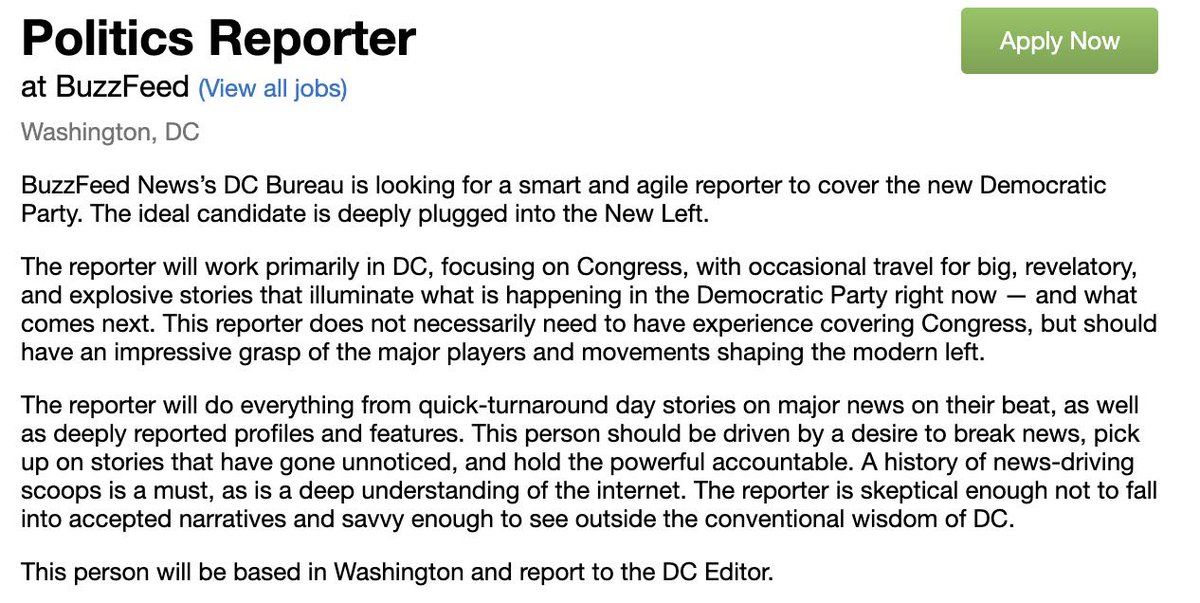 Politics Reporter
Apply Now
at BuzzFeed (View all jobs)
Washington, DC
BuzzFeed News’s DC Bureau is looking for a smart and agile reporter to cover the new Democratic
Party. The ideal candidate is deeply plugged into the New Left.
The reporter will work primarily in DC, focusing on Congress, with occasional travel for big, revelatory,
and explosive stories that illuminate what is happening in the Democratic Party right now — and what
comes next. This reporter does not necessarily need to have experience covering Congress, but should
have an impressive grasp of the major players and movements shaping the modern left.
The reporter will do everything from quick-turnaround day stories on major news on their beat, as well
as deeply reported profiles and features. This person should be driven by a desire to break news, pick
up on stories that have gone unnoticed, and hold the powerful accountable. A history of news-driving
scoops is a must, as is a deep understanding of the internet. The reporter is skeptical enough not to fall
into accepted narratives and savvy enough to see outside the conventional wisdom of DC.
This person will be based in Washington and report to the DC Editor.